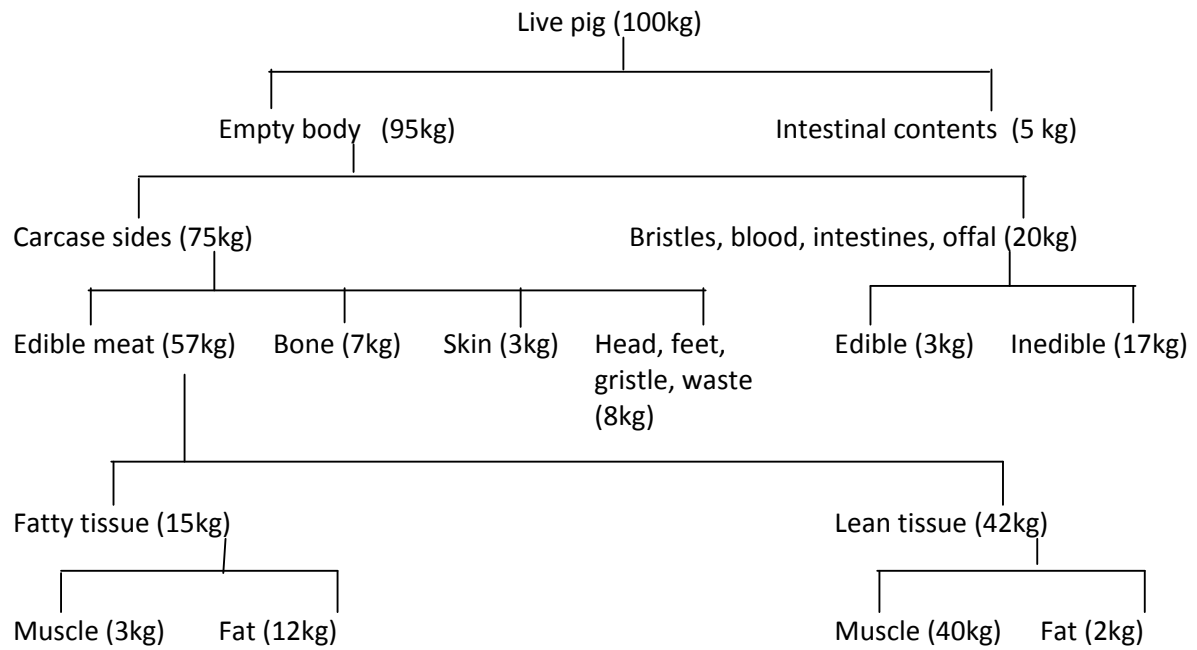 Live pig (100kg)
Empty body (95kg) Intestinal contents (5 kg)
Carcase sides (75kg) Bristles, blood, intestines, offal (20kg)
Edible meat (57kg) Bone (7kg) Skin (3kg) Head, feet, Edible (3kg) Inedible (17kg)
gristle, waste
(8kg)
Fatty tissue (15kg) Lean tissue (42kg)
Muscle (3kg) Fat (12kg) Muscle (40kg) Fat (2kg)